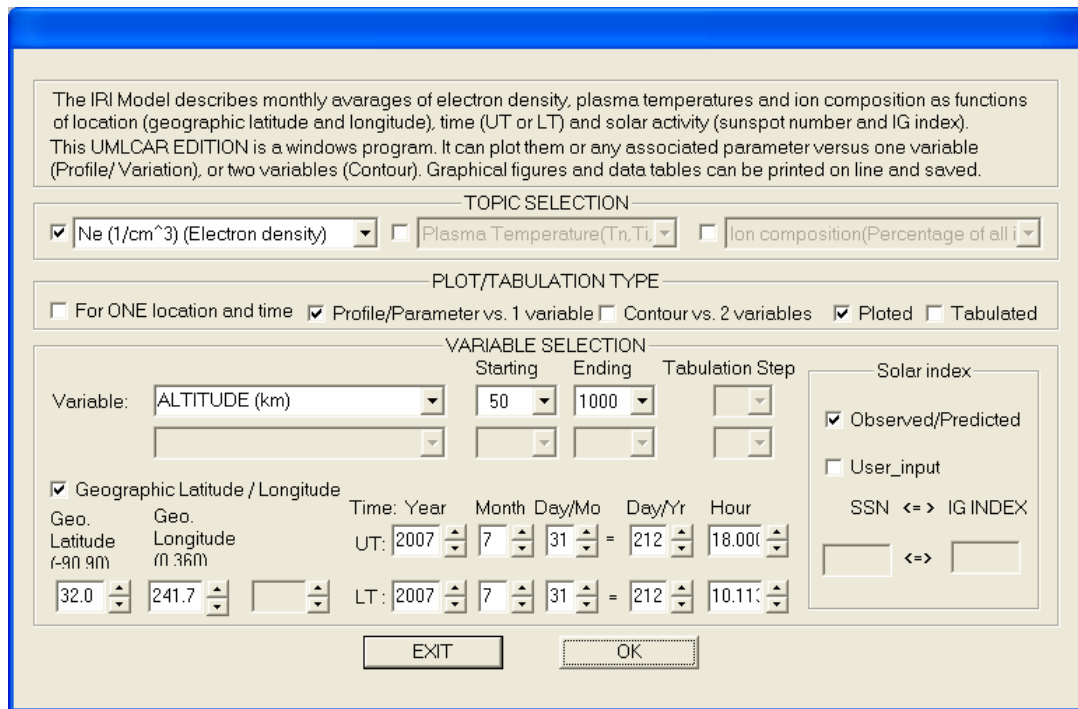 The IRI Model describes monthly avarages of electron density, plasma temperatures and ion composition as functions
of location (geographic latitude and longitude), time (UT or LT) and solar activity (sunspot number and IG index).
This UMLCAR EDITION is a windows program. It can plot them or any associated parameter versus one variable
(Profile/ Variation), or two variables (Contour). Graphical figures and data tables can be printed on line and saved.
TOPIC SELECTION
Ne (1/cm^3) (Electron density) Plasma Temperature(Tn,Ti, Ion composition(Percentage of all i
PLOT/TABULATION TYPE
For ONE location and time Profile/Parameter vs. 1 variable Contour vs. 2 variables Ploted Tabulated
VARIABLE SELECTION
Starting Ending Tabulation Step
Variable: ALTITUDE (km) 50 1000
Solar index
Observed/Predicted
User_input
SSN <=> IG INDEX
<=>
Geographic Latitude / Longitude
Geo. Latitude (-90,90)
Geo. Longitude (0,360)
Time: Year Month Day/Mo Day/Yr Hour
UT: 2007 7 31 = 212 18.000
32.0 241.7
LT: 2007 7 31 = 212 10.113
EXIT OK